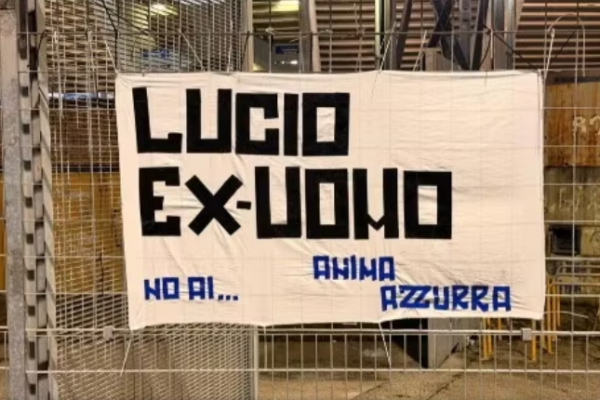 LUCIO
EX-UOMO
NO AI...
ANIMA
AZZURRA